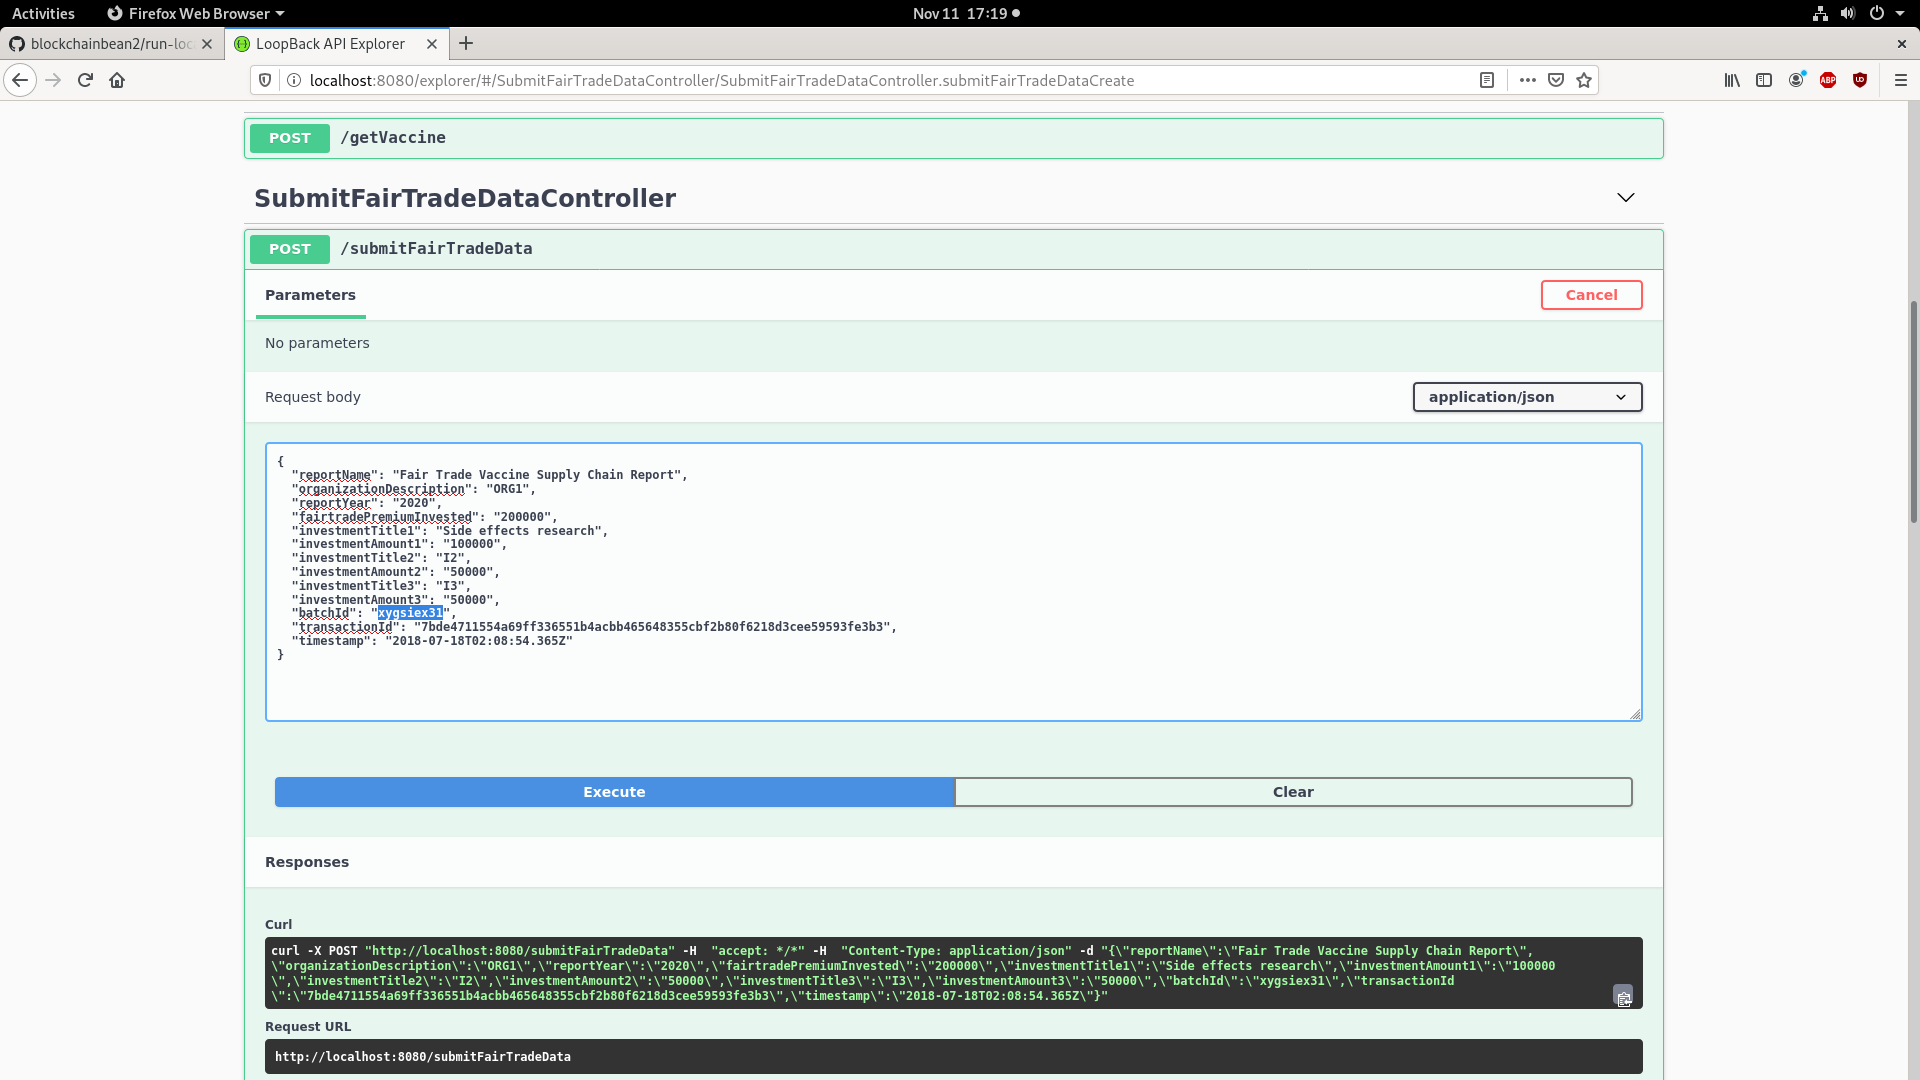 Activities
Firefox Web Browser
Nov 11 17:19
blockchainbean2/run-loc
LoopBack API Explorer
localhost:8080/explorer/#/SubmitFairTradeDataController/SubmitFairTradeDataController.submitFairTradeDataCreate
ABP
POST /getVaccine
SubmitFairTradeDataController
POST /submitFairTradeData
Parameters
Cancel
No parameters
Request body
application/json
{
"reportName": "Fair Trade Vaccine Supply Chain Report",
"organizationDescription": "ORG1",
"reportYear": "2020",
"fairtradePremiumInvested": "200000",
"investmentTitle1": "Side effects research",
"investmentAmount1": "100000",
"investmentTitle2": "I2",
"investmentAmount2": "50000",
"investmentTitle3": "I3",
"investmentAmount3": "50000",
"batchId": "xygsiex31",
"transactionId": "7bde4711554a69ff336551b4acbb465648355cbf2b80f6218d3cee59593fe3b3",
"timestamp": "2018-07-18T02:08:54.365Z"
}
Execute
Clear
Responses
Curl
curl -X POST "http://localhost:8080/submitFairTradeData" -H  "accept: */*" -H  "Content-Type: application/json" -d "{\"reportName\":\"Fair Trade Vaccine Supply Chain Report\",
\"organizationDescription\":\"ORG1\",\"reportYear\":\"2020\",\"fairtradePremiumInvested\":\"200000\",\"investmentTitle1\":\"Side effects research\",\"investmentAmount1\":\"100000
\",\"investmentTitle2\":\"I2\",\"investmentAmount2\":\"50000\",\"investmentTitle3\":\"I3\",\"investmentAmount3\":\"50000\",\"batchId\":\"xygsiex31\",\"transactionId
\":\"7bde4711554a69ff336551b4acbb465648355cbf2b80f6218d3cee59593fe3b3\",\"timestamp\":\"2018-07-18T02:08:54.365Z\"}"
Request URL
http://localhost:8080/submitFairTradeData